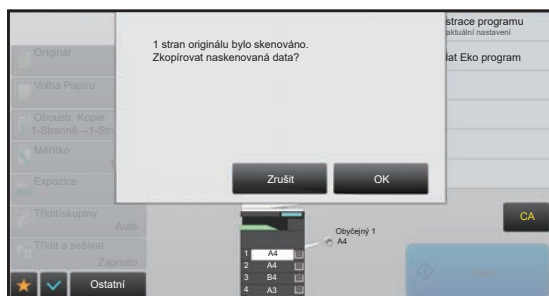 1 stran originálu bylo skenováno.
Zkopírovat naskenovaná data?
Zrušit
OK
Originál
Volba Papíru
Oboustr. Kopie
1-Stranně→1-Str
Měřítko
Expozice
Třídit/skupiny
Auto
Třídit a sešívat
Zapnuto
Ostatní
strace programu
aktuální nastavení
at Eko program
Obyčejný 1
A4
1 A4
2 A4
3 B4
4 A3
CA
Start